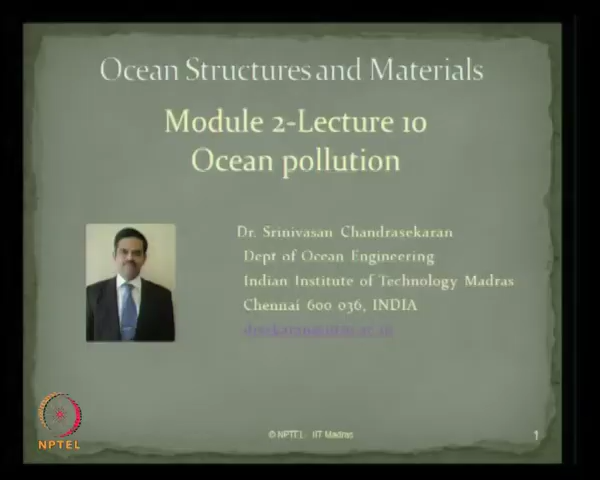 Ocean Structures and Materials
Module 2-Lecture 10
Ocean pollution
Dr. Srinivasan Chandrasekaran
Dept of Ocean Engineering
Indian Institute of Technology Madras
Chennai 600 036, INDIA
NPTEL
© NPTEL IIT Madras
1